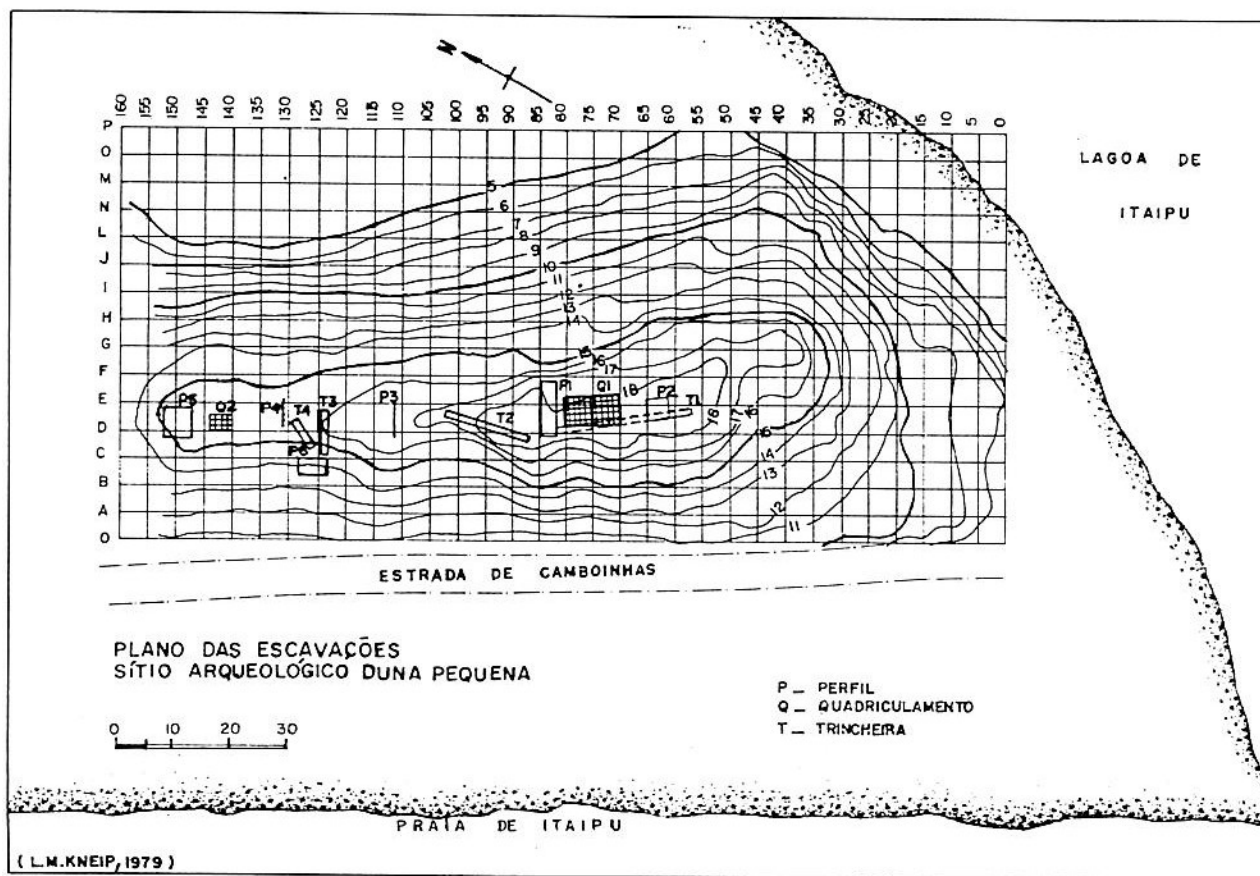 N
160 155 150 145 140 135 130 125 120 115 110 105 100 95 90 85 80 75 70 65 60 55 50 45 40 35 30 25 20 15 10 5 0
P
O
M
N
L
J
I
H
G
F
E
D
C
B
A
O
LAGOA DE
ITAIPU
5
6
7
8
9
10
11
12
13
14
15
16
17
P5
Q2
P4
T4
T3
P6
P3
T2
P1
Q1
18
P2
T1
18
17
16
15
14
13
12
11
ESTRADA DE CAMBOINHAS
PLANO DAS ESCAVAÇÕES
SÍTIO ARQUEOLÓGICO DUNA PEQUENA
0 10 20 30
P_ PERFIL
Q_ QUADRICULAMENTO
T_ TRINCHEIRA
PRAIA DE ITAIPU
(L.M.KNEIP, 1979)